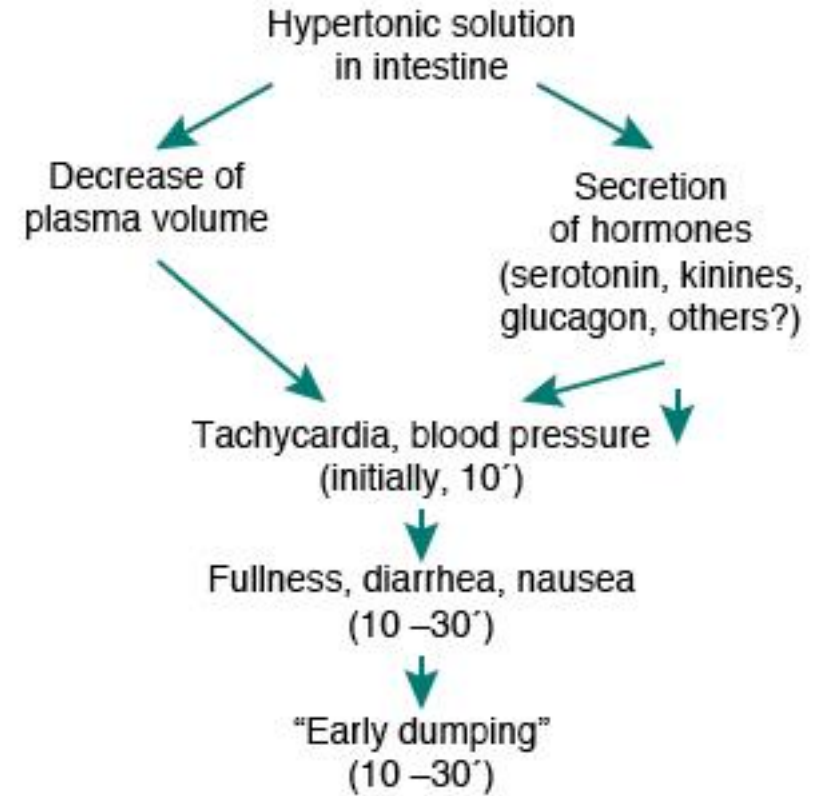 Hypertonic solution
in intestine
Decrease of
plasma volume
Secretion
of hormones
(serotonin, kinines,
glucagon, others?)
Tachycardia, blood pressure
(initially, 10´)
Fullness, diarrhea, nausea
(10 –30´)
“Early dumping”
(10 –30´)